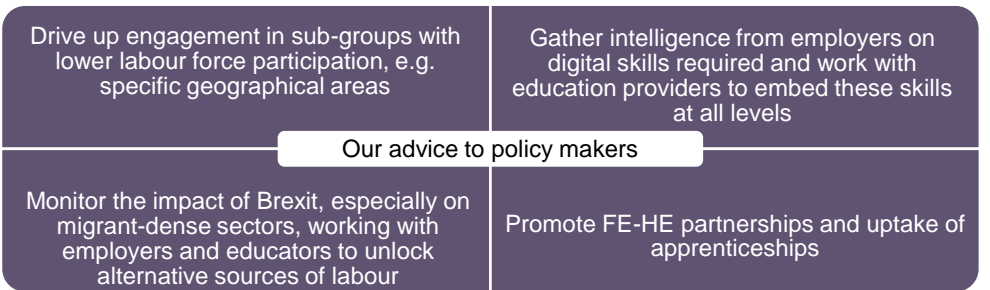 Drive up engagement in sub-groups with
lower labour force participation, e.g.
specific geographical areas
Gather intelligence from employers on
digital skills required and work with
education providers to embed these skills
at all levels
Our advice to policy makers
Monitor the impact of Brexit, especially on
migrant-dense sectors, working with
employers and educators to unlock
alternative sources of labour
Promote FE-HE partnerships and uptake of
apprenticeships